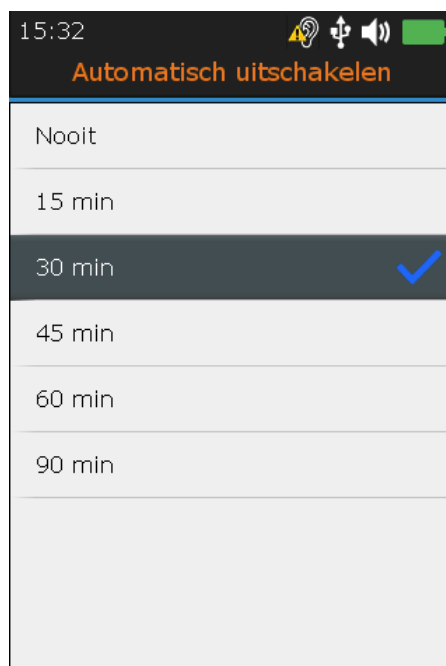 15:32
Automatisch uitschakelen
Nooit
15 min
30 min
45 min
60 min
90 min